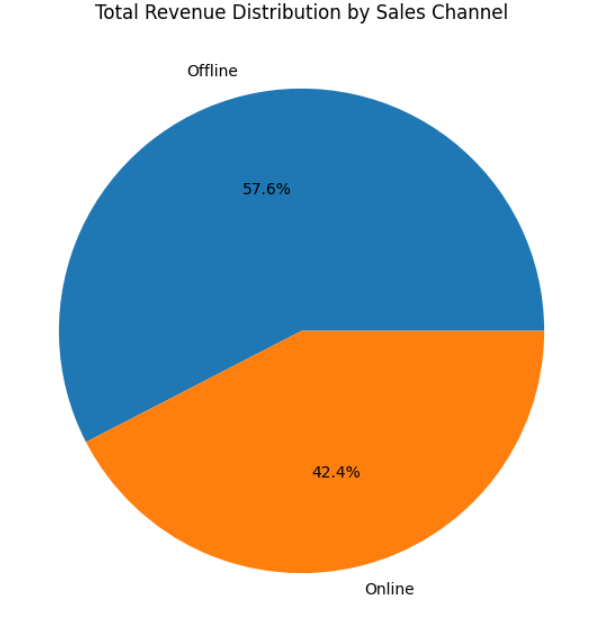 Total Revenue Distribution by Sales Channel
Offline
57.6%
42.4%
Online